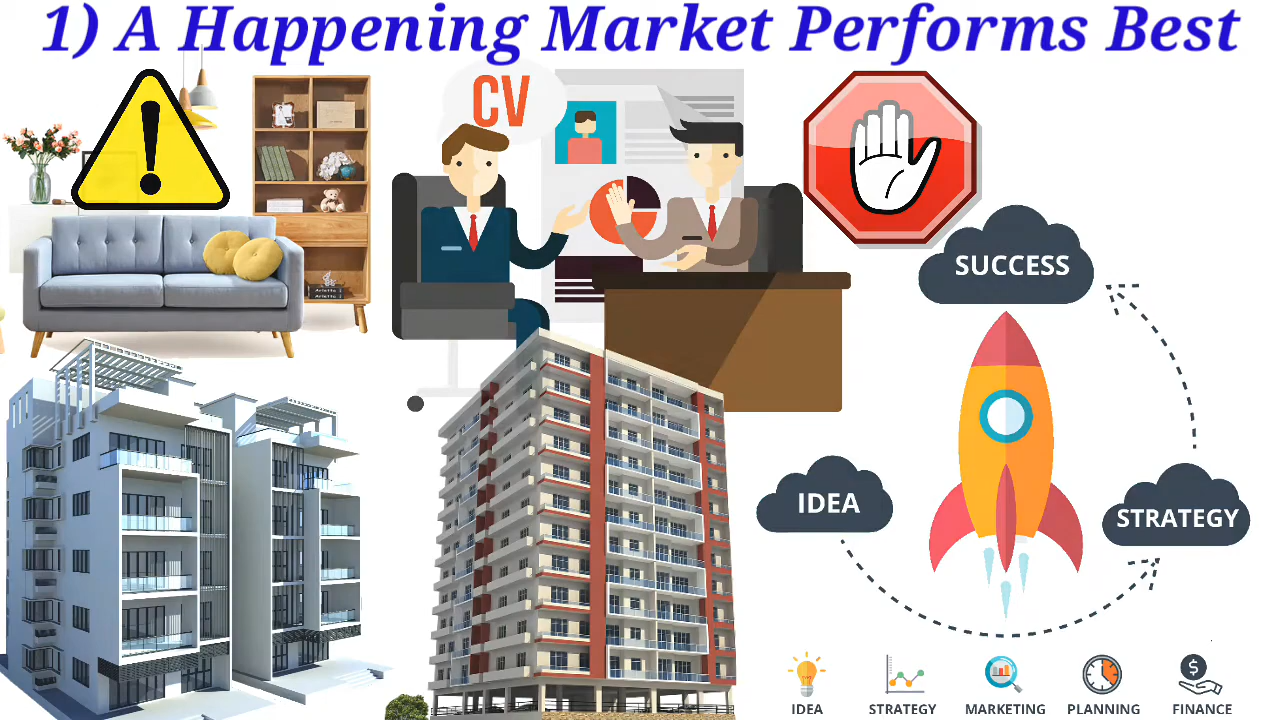 1) A Happening Market Performs Best
CV
SUCCESS
IDEA
STRATEGY
IDEA STRATEGY MARKETING PLANNING FINANCE